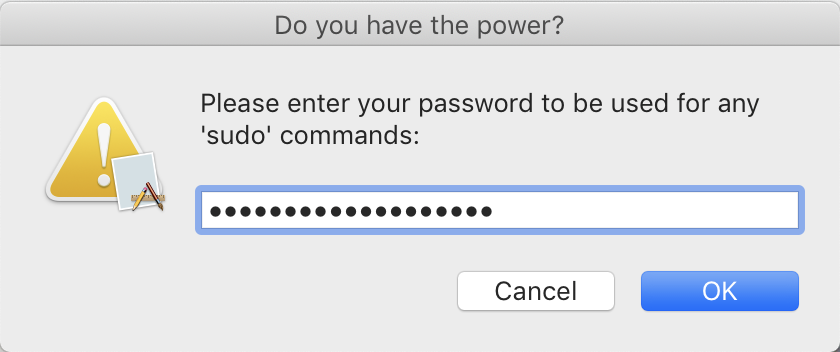 Do you have the power?
Please enter your password to be used for any
'sudo' commands:
●●●●●●●●●●●●●●●●●●●
Cancel
OK